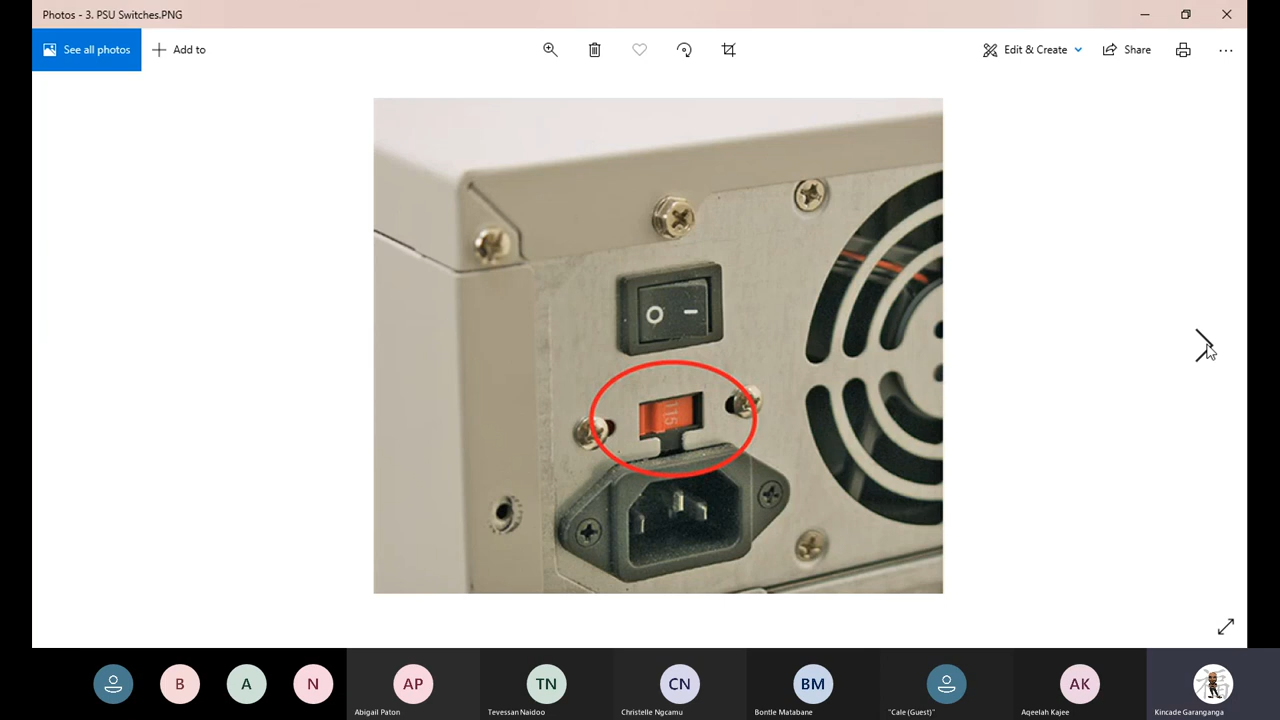 Photos - 3. PSU Switches.PNG
See all photos
Add to
Edit & Create
Share
115
B
A
N
AP
TN
CN
BM
AK
Abigail Paton
Tevessan Naidoo
Christelle Ngcamu
Bontle Matabane
"Cale (Guest)"
Aqeelah Kajee
Kincade Garanganga
福